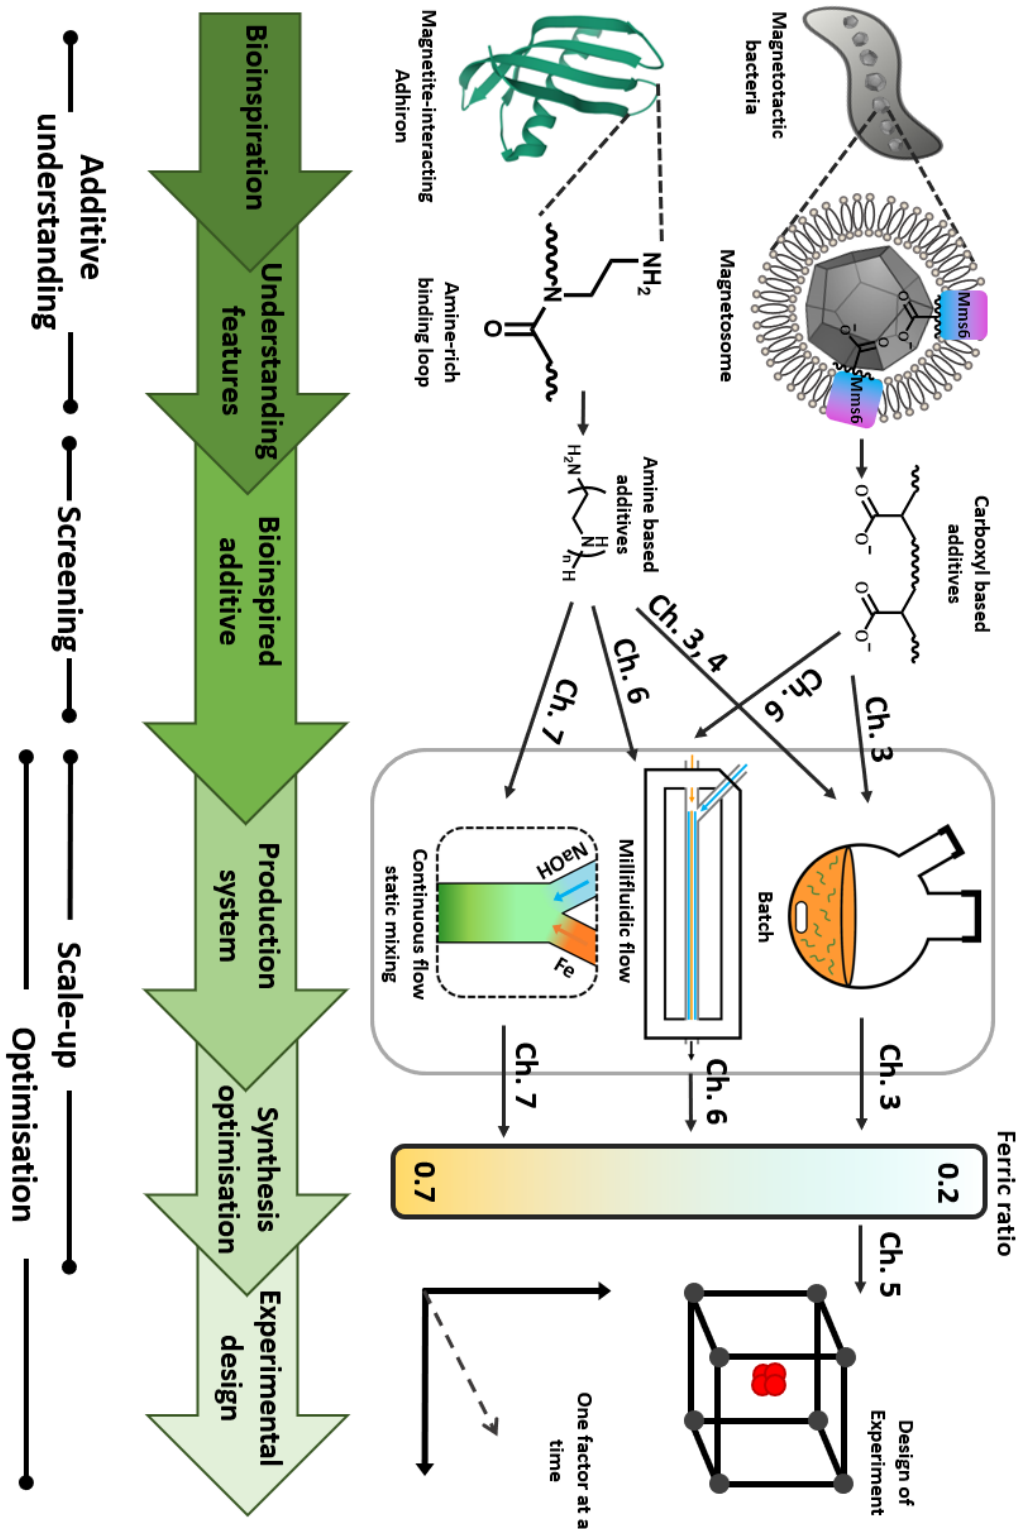 Magnetotactic
bacteria
Magnetosome
Mms6
Mms6
O
O⁻
O
O⁻
Carboxyl based
additives
O
O⁻
O
O⁻
Magnetite-interacting
Adhiron
Amine-rich
binding loop
NH₂
N
O
Amine based
additives
H₂N
H
N
n
H
Ch. 3
Ch. 6
Ch. 3, 4
Ch. 6
Ch. 7
Batch
Millifluidic flow
NaOH
Fe
Continuous flow
static mixing
Ch. 3
Ch. 6
Ch. 7
Ferric ratio
0.2
0.7
Ch. 5
Design of
Experiment
One factor at a
time
Bioinspiration
Understanding
features
Bioinspired
additive
Production
system
Synthesis
optimisation
Experimental
design
Additive
understanding
Screening
Scale-up
Optimisation